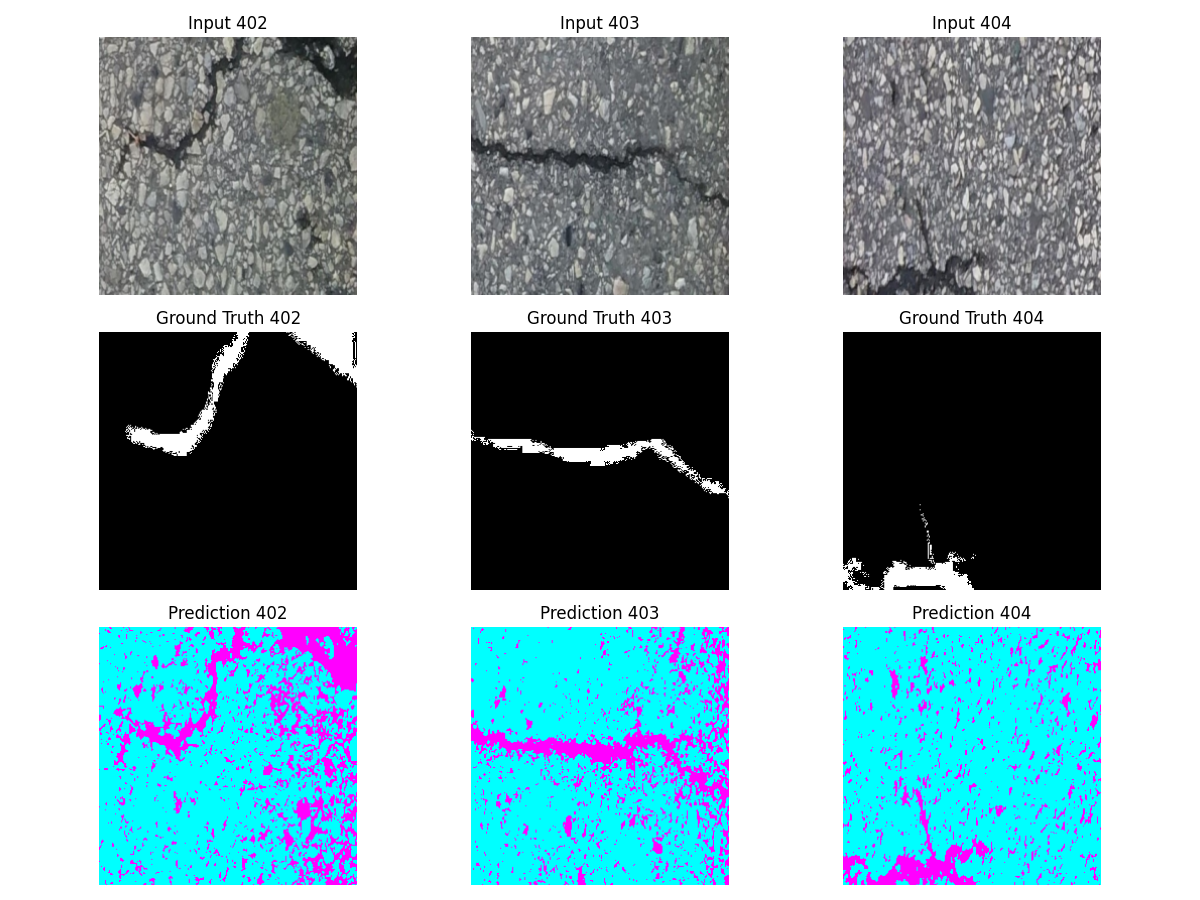 Input 402
Input 403
Input 404
Ground Truth 402
Ground Truth 403
Ground Truth 404
Prediction 402
Prediction 403
Prediction 404